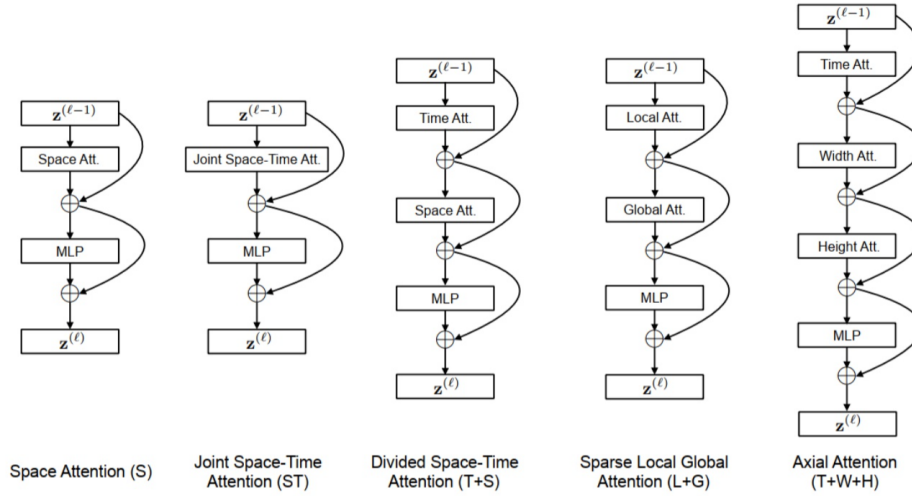 z^(ℓ−1)
Space Att.
MLP
z^(ℓ)
Space Attention (S)
z^(ℓ−1)
Joint Space-Time Att.
MLP
z^(ℓ)
Joint Space-Time
Attention (ST)
z^(ℓ−1)
Time Att.
Space Att.
MLP
z^(ℓ)
Divided Space-Time
Attention (T+S)
z^(ℓ−1)
Local Att.
Global Att.
MLP
z^(ℓ)
Sparse Local Global
Attention (L+G)
z^(ℓ−1)
Time Att.
Width Att.
Height Att.
MLP
z^(ℓ)
Axial Attention
(T+W+H)